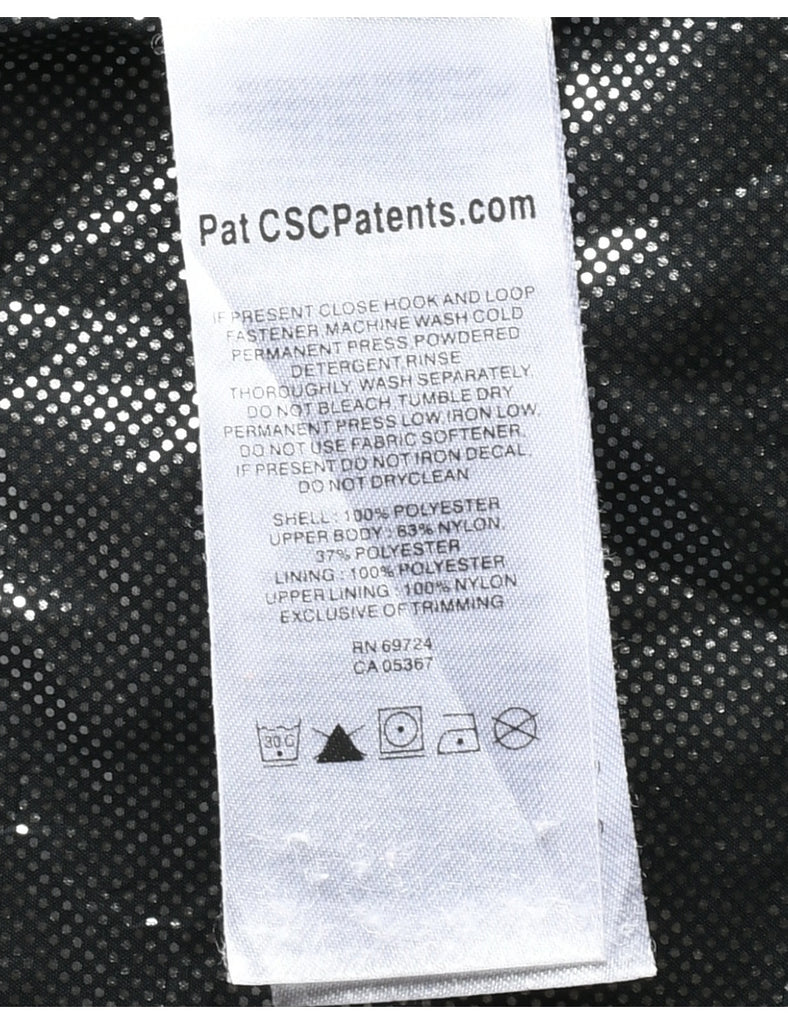 Pat CSCPatents.com
IF PRESENT CLOSE HOOK AND LOOP
FASTENER, MACHINE WASH COLD
PERMANENT PRESS, POWDERED
DETERGENT, RINSE
THOROUGHLY, WASH SEPARATELY,
DO NOT BLEACH, TUMBLE DRY
PERMANENT PRESS LOW, IRON LOW,
DO NOT USE FABRIC SOFTENER,
IF PRESENT DO NOT IRON DECAL,
DO NOT DRYCLEAN
SHELL : 100% POLYESTER
UPPER BODY : 63% NYLON,
37% POLYESTER
LINING : 100% POLYESTER
UPPER LINING : 100% NYLON
EXCLUSIVE OF TRIMMING
RN 69724
CA 05367
30 C